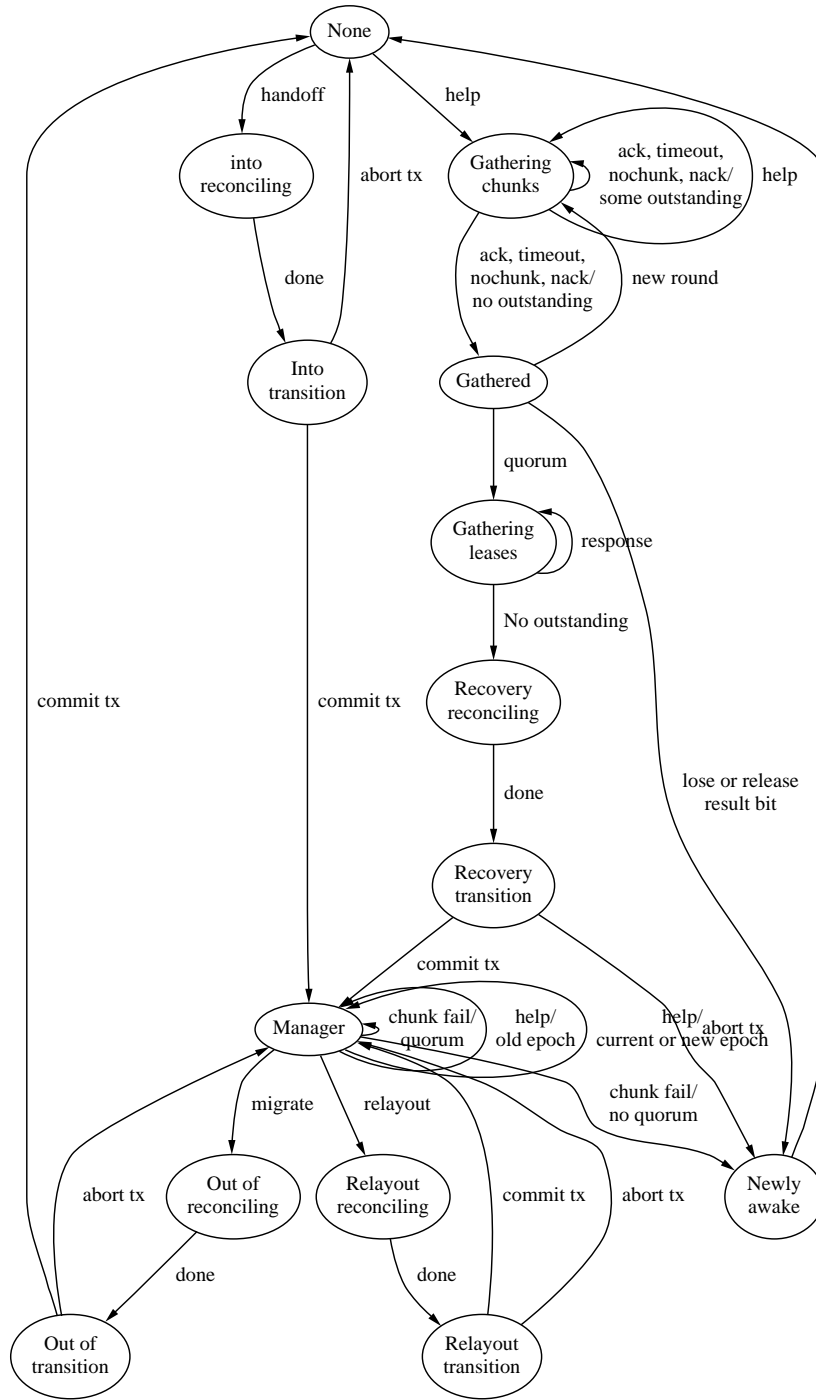 None
handoff
help
into
reconciling
abort tx
Gathering
chunks
ack, timeout,
nochunk, nack/
some outstanding
help
done
ack, timeout,
nochunk, nack/
no outstanding
new round
Into
transition
Gathered
quorum
Gathering
leases
response
No outstanding
commit tx
commit tx
Recovery
reconciling
done
lose or release
result bit
Recovery
transition
commit tx
Manager
chunk fail/
quorum
help/
old epoch
help/
current or new epoch
abort tx
migrate
relayout
chunk fail/
no quorum
abort tx
Out of
reconciling
Relayout
reconciling
commit tx
abort tx
Newly
awake
done
done
Out of
transition
Relayout
transition